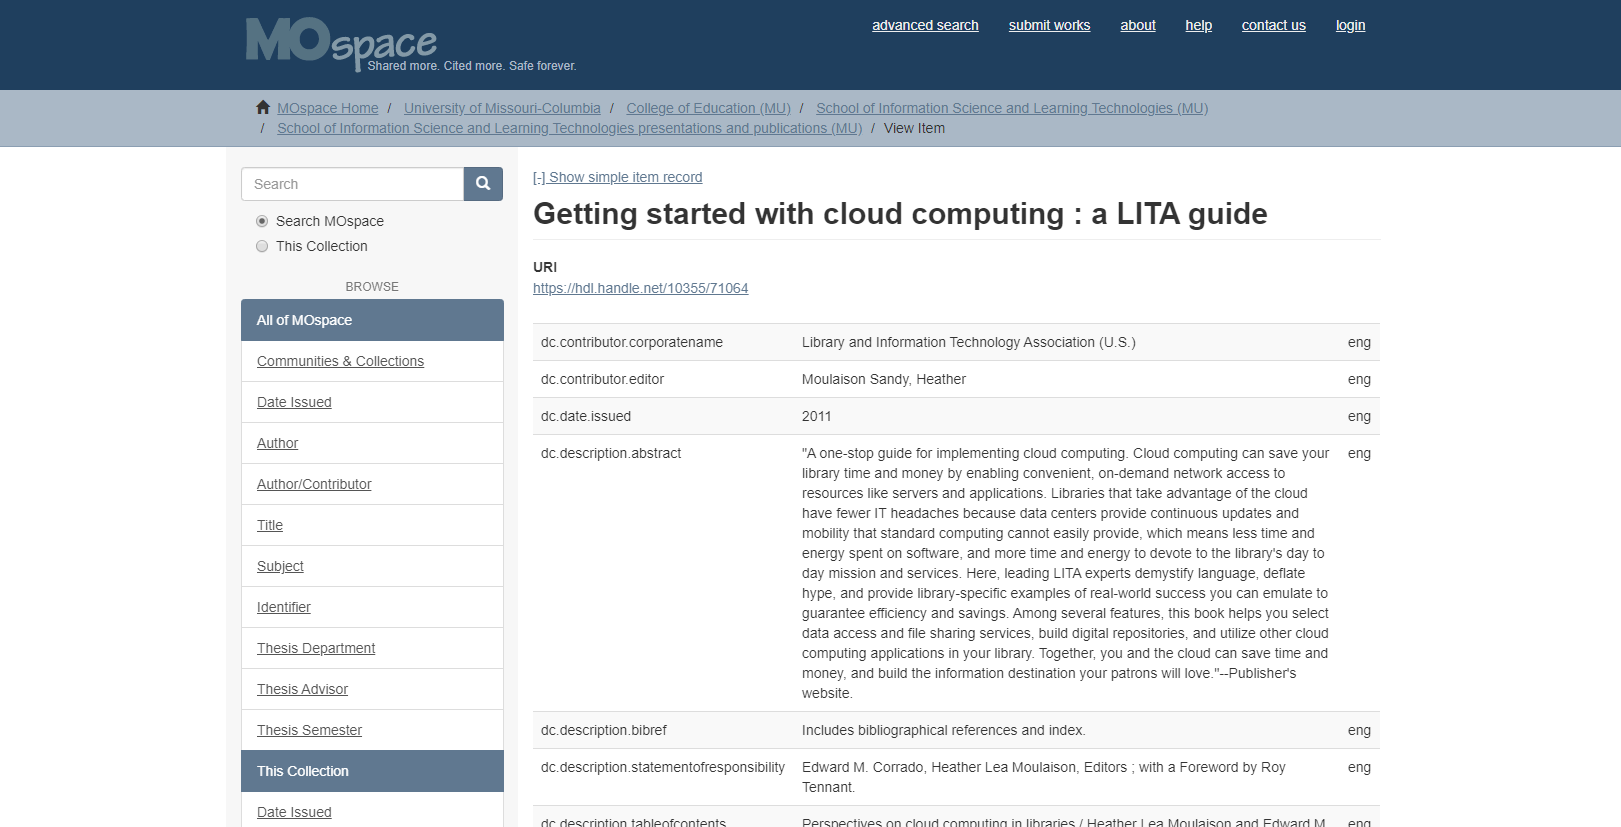 MOspace
Shared more. Cited more. Safe forever.
advanced search submit works about help contact us login
MOspace Home / University of Missouri-Columbia / College of Education (MU) / School of Information Science and Learning Technologies (MU)
/ School of Information Science and Learning Technologies presentations and publications (MU) / View Item
Search
Search MOspace
This Collection
BROWSE
All of MOspace
Communities & Collections
Date Issued
Author
Author/Contributor
Title
Subject
Identifier
Thesis Department
Thesis Advisor
Thesis Semester
This Collection
Date Issued
[-] Show simple item record
Getting started with cloud computing : a LITA guide
URI
https://hdl.handle.net/10355/71064
dc.contributor.corporatename Library and Information Technology Association (U.S.) eng
dc.contributor.editor Moulaison Sandy, Heather eng
dc.date.issued 2011 eng
dc.description.abstract "A one-stop guide for implementing cloud computing. Cloud computing can save your eng
library time and money by enabling convenient, on-demand network access to
resources like servers and applications. Libraries that take advantage of the cloud
have fewer IT headaches because data centers provide continuous updates and
mobility that standard computing cannot easily provide, which means less time and
energy spent on software, and more time and energy to devote to the library's day to
day mission and services. Here, leading LITA experts demystify language, deflate
hype, and provide library-specific examples of real-world success you can emulate to
guarantee efficiency and savings. Among several features, this book helps you select
data access and file sharing services, build digital repositories, and utilize other cloud
computing applications in your library. Together, you and the cloud can save time and
money, and build the information destination your patrons will love."--Publisher's
website.
dc.description.bibref Includes bibliographical references and index. eng
dc.description.statementofresponsibility Edward M. Corrado, Heather Lea Moulaison, Editors ; with a Foreword by Roy eng
Tennant.
dc.description.tableofcontents Perspectives on cloud computing in libraries / Heather Lea Moulaison and Edward M. eng